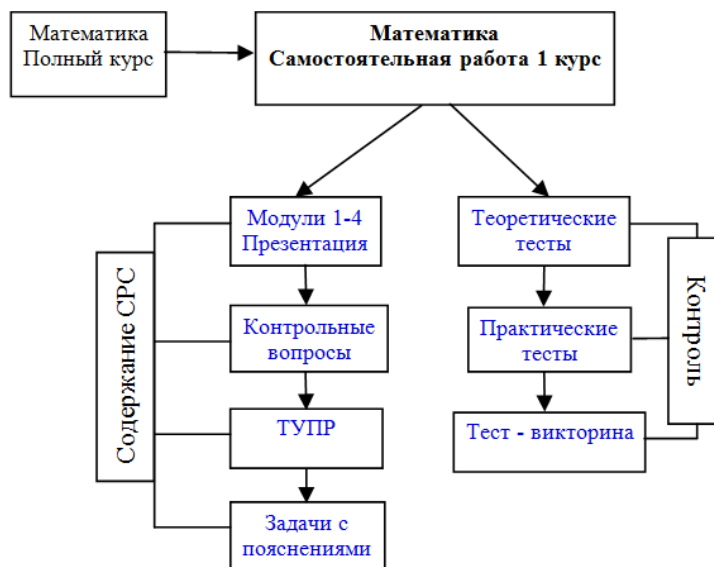 Математика
Полный курс
Математика
Самостоятельная работа 1 курс
Содержание СРС
Модули 1-4
Презентация
Контрольные
вопросы
ТУПР
Задачи с
пояснениями
Теоретические
тесты
Практические
тесты
Тест - викторина
Контроль